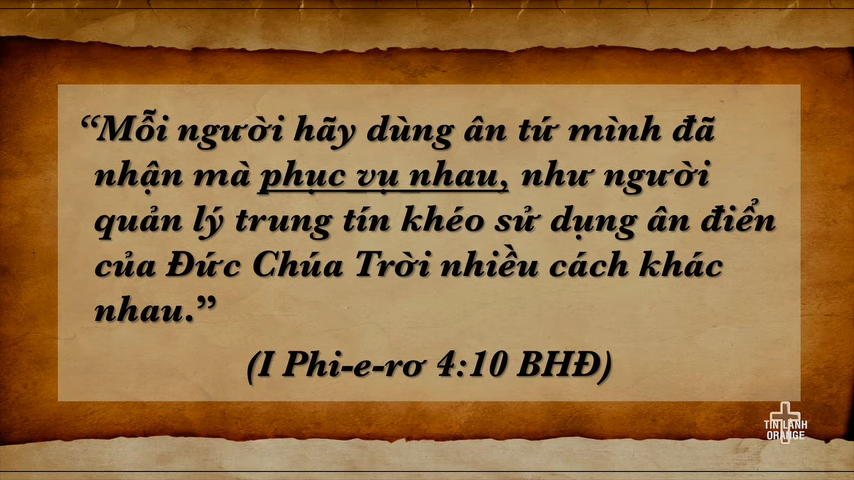 “Mỗi người hãy dùng ân tứ mình đã
nhận mà phục vụ nhau, như người
quản lý trung tín khéo sử dụng ân điển
của Đức Chúa Trời nhiều cách khác
nhau.”
(I Phi-e-rơ 4:10 BHĐ)
TIN LÀNH
ORANGE